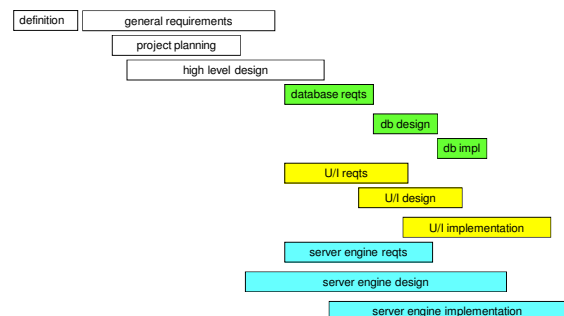 definition
general requirements
project planning
high level design
database reqts
db design
db impl
U/I reqts
U/I design
U/I implementation
server engine reqts
server engine design
server engine implementation